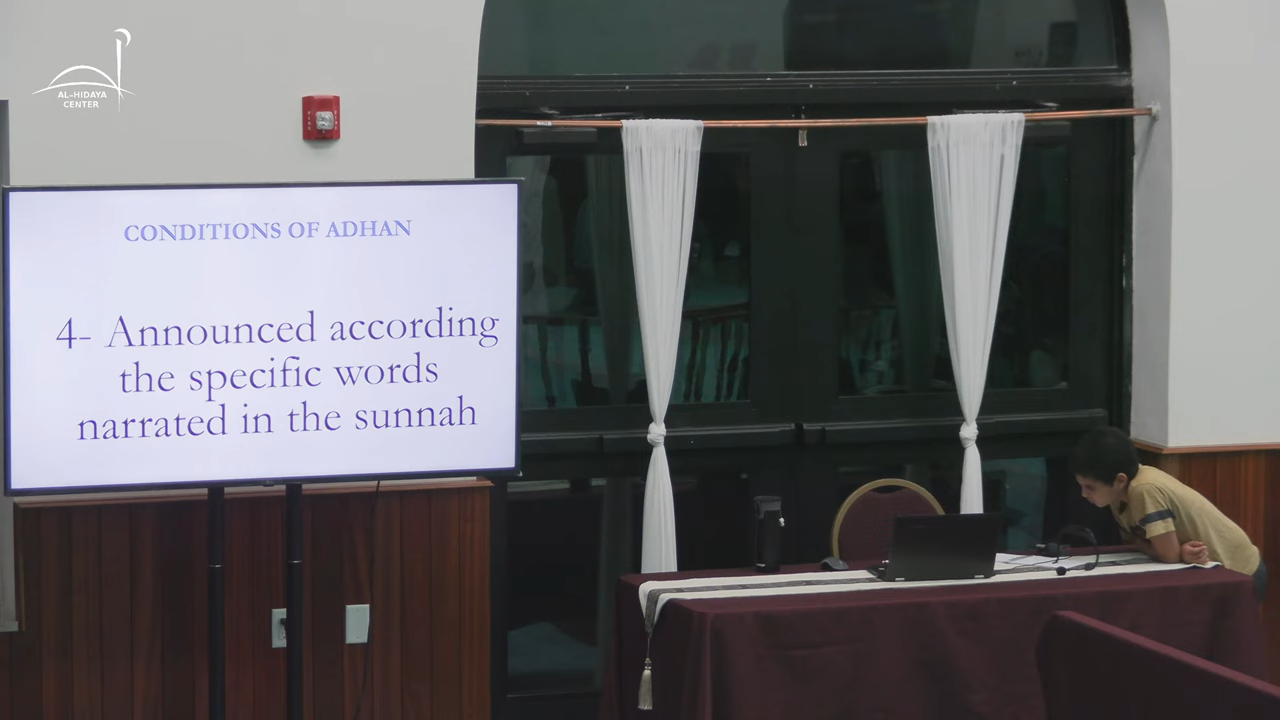 AL-HIDAYA
CENTER
CONDITIONS OF ADHAN
4- Announced according
the specific words
narrated in the sunnah